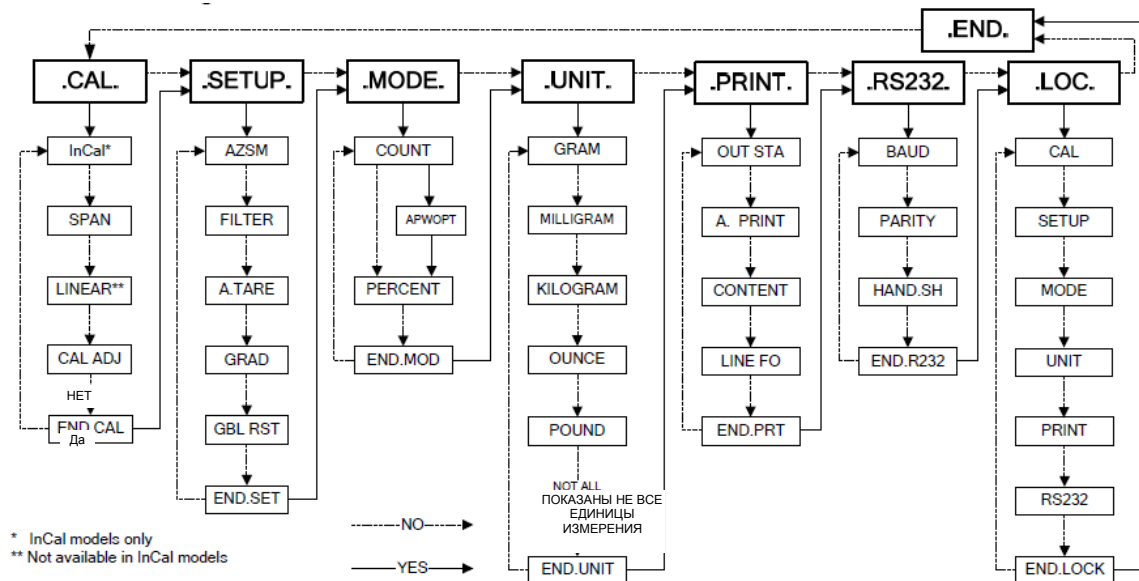 .END.
.CAL.
.SETUP.
.MODE.
.UNIT.
.PRINT.
.RS232.
.LOC.
InCal*
SPAN
LINEAR**
CAL ADJ
НЕТ
END CAL
Да
AZSM
FILTER
A.TARE
GRAD
GBL RST
END.SET
COUNT
APWOPT
PERCENT
END.MOD
GRAM
MILLIGRAM
KILOGRAM
OUNCE
POUND
NOT ALL
ПОКАЗАНЫ НЕ ВСЕ
ЕДИНИЦЫ
ИЗМЕРЕНИЯ
END.UNIT
OUT STA
A. PRINT
CONTENT
LINE FO
END.PRT
BAUD
PARITY
HAND.SH
END.R232
CAL
SETUP
MODE
UNIT
PRINT
RS232
END.LOCK
NO
YES
* InCal models only
** Not available in InCal models